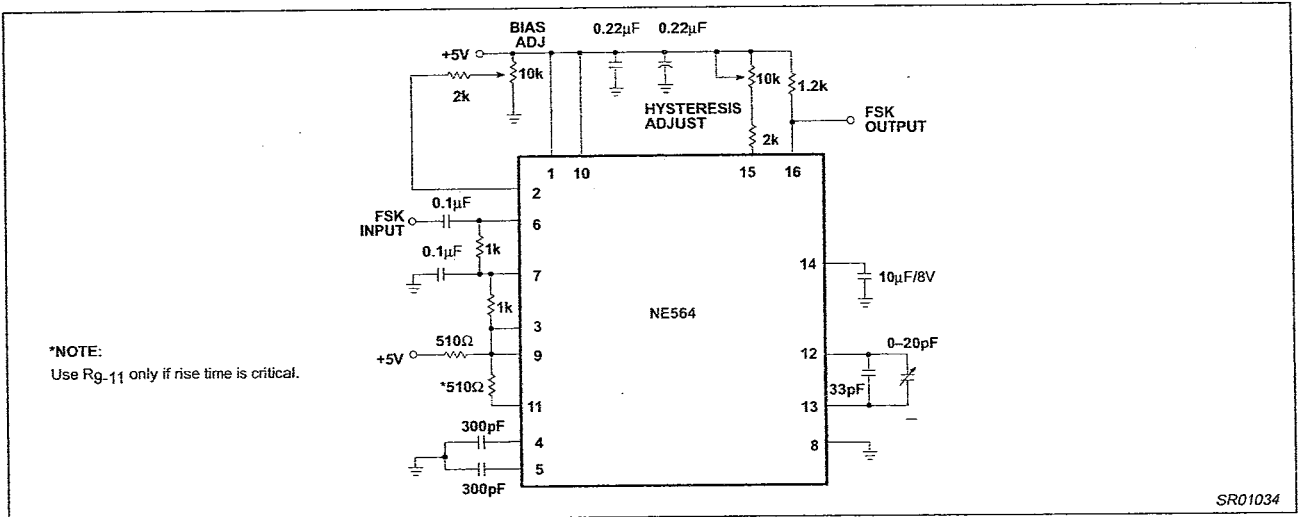 BIAS
ADJ
0.22µF
0.22µF
+5V
10k
2k
10k
1.2k
HYSTERESIS
ADJUST
2k
FSK
OUTPUT
1
10
15
16
2
0.1µF
FSK
INPUT
6
1k
0.1µF
7
14
10µF/8V
1k
NE564
3
510Ω
+5V
9
*510Ω
11
12
0–20pF
33pF
13
*NOTE:
Use R9-11 only if rise time is critical.
300pF
4
8
5
300pF
SR01034